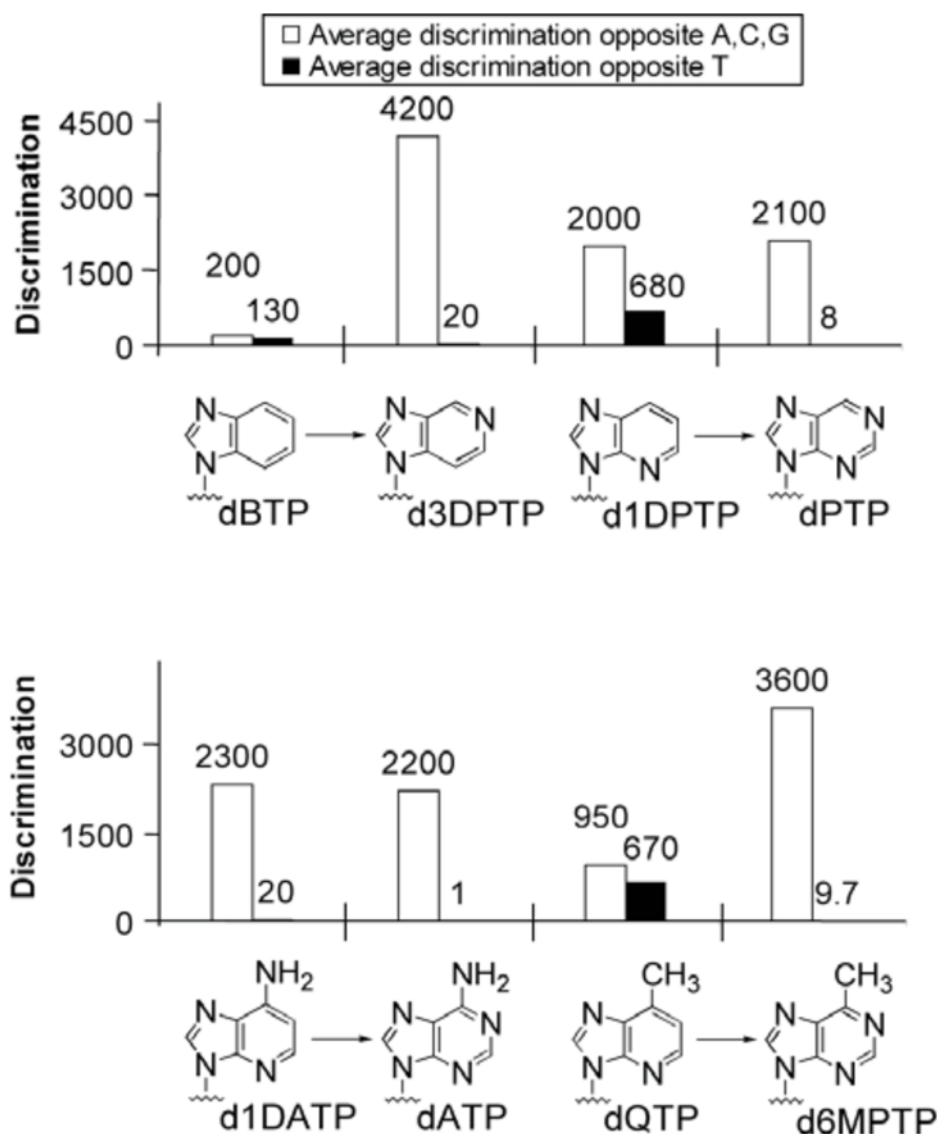 Average discrimination opposite A,C,G
Average discrimination opposite T
Discrimination
4500
3000
1500
0
200
130
4200
20
2000
680
2100
8
N
N
dBTP
N
N
N
d3DPTP
N
N
N
d1DPTP
N
N
N
N
dPTP
Discrimination
3000
1500
0
2300
20
2200
1
950
670
3600
9.7
NH2
N
N
N
d1DATP
NH2
N
N
N
N
dATP
CH3
N
N
N
dQTP
CH3
N
N
N
N
d6MPTP